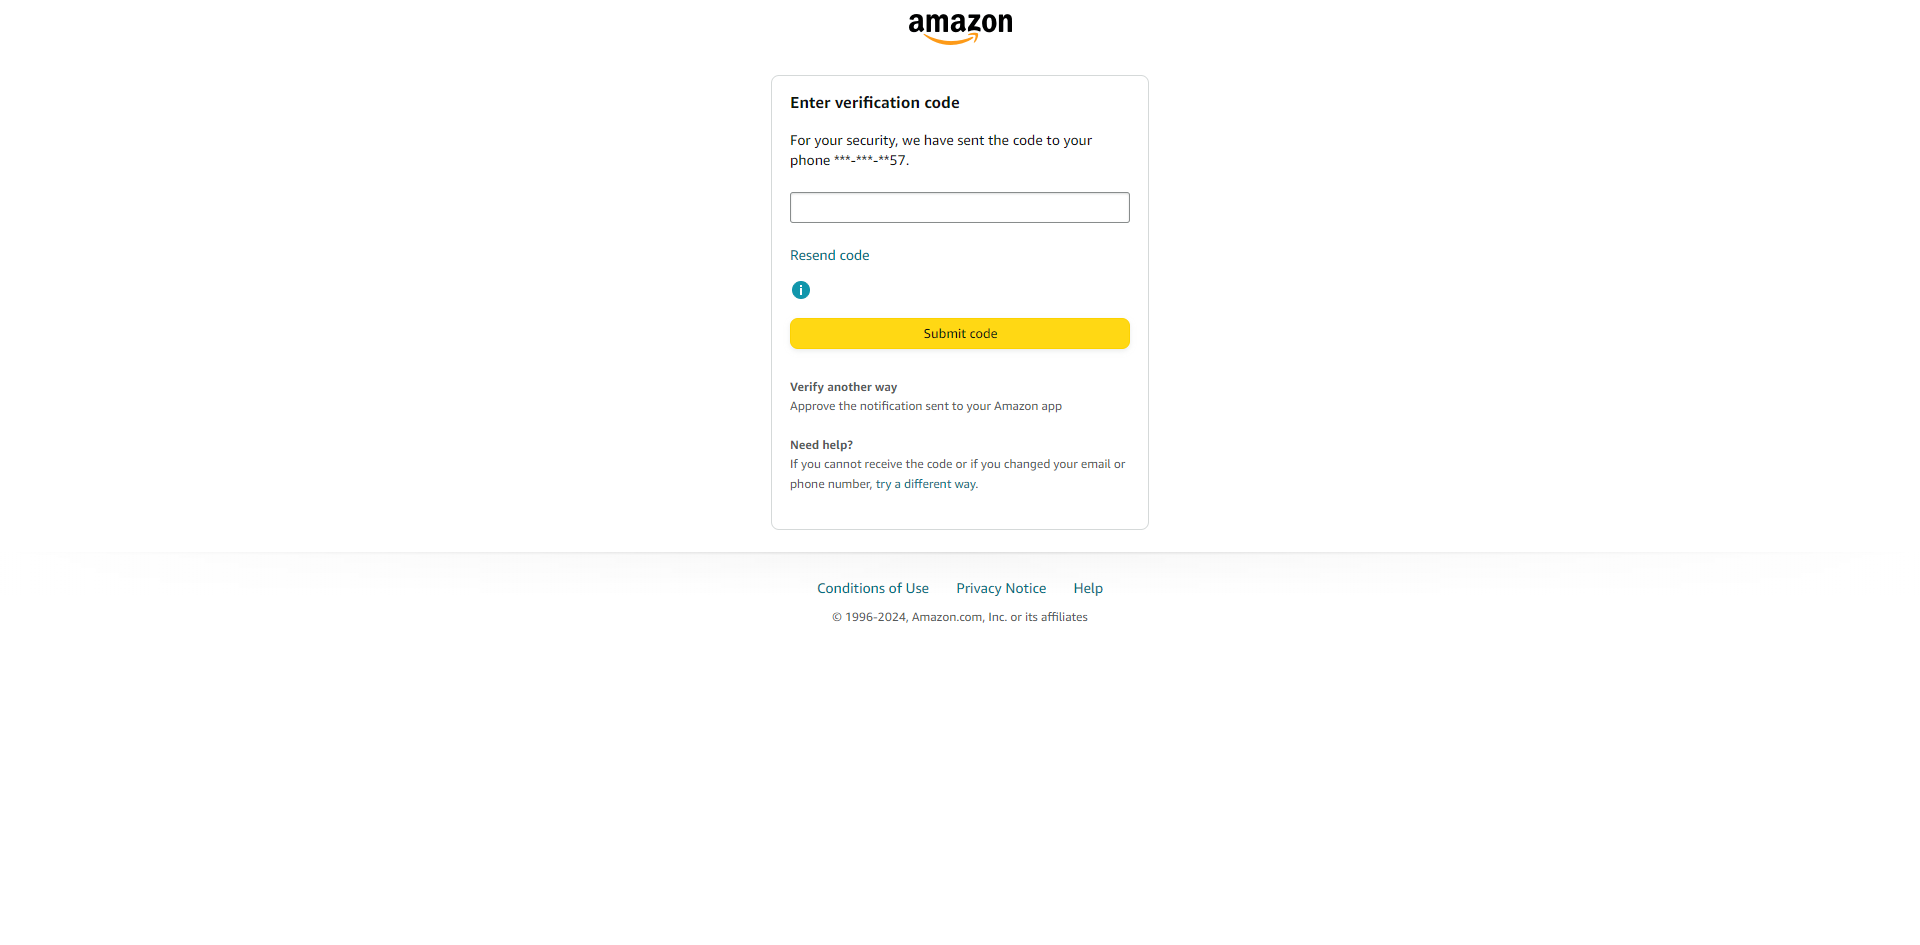 amazon
Enter verification code
For your security, we have sent the code to your
phone ***-***-**57.
Resend code
i
Submit code
Verify another way
Approve the notification sent to your Amazon app
Need help?
If you cannot receive the code or if you changed your email or
phone number, try a different way.
Conditions of Use Privacy Notice Help
© 1996-2024, Amazon.com, Inc. or its affiliates